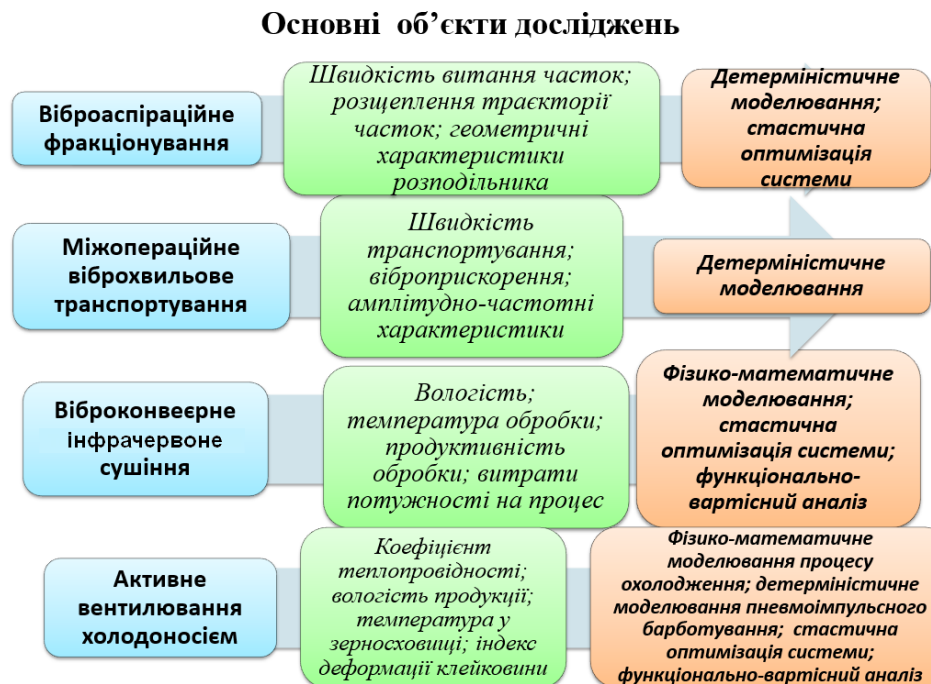 Основні об’єкти досліджень
Віброаспіраційне
фракціонування
Швидкість витання часток;
розщеплення траєкторії
часток; геометричні
характеристики
розподільника
Детерміністичне
моделювання;
стастична
оптимізація
системи
Міжопераційне
віброхвильове
транспортування
Швидкість
транспортування;
віброприскорення;
амплітудно-частотні
характеристики
Детерміністичне
моделювання
Віброконвеєрне
інфрачервоне
сушіння
Вологість;
температура обробки;
продуктивність
обробки; витрати
потужності на процес
Фізико-математичне
моделювання;
стастична
оптимізація системи;
функціонально-
вартісний аналіз
Активне
вентилювання
холодоносієм
Коефіцієнт
теплопровідності;
вологість продукції;
температура у
зерносховищі; індекс
деформації клейковини
Фізико-математичне
моделювання процесу
охолодження; детерміністичне
моделювання пневмоімпульсного
барботування; стастична
оптимізація системи;
функціонально-вартісний аналіз